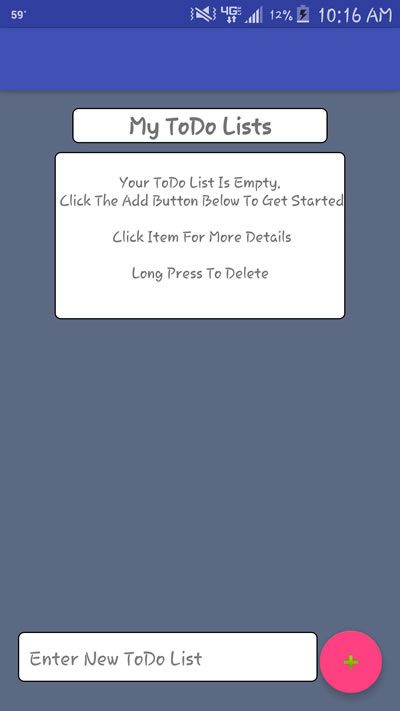 59°
4G 12% 10:16 AM
My ToDo Lists
Your ToDo List Is Empty.
Click The Add Button Below To Get Started
Click Item For More Details
Long Press To Delete
Enter New ToDo List
+